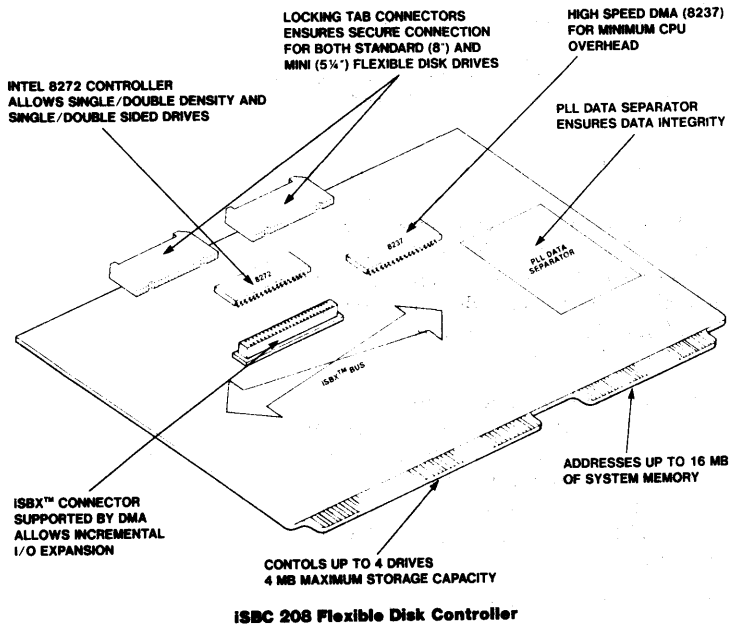 LOCKING TAB CONNECTORS
ENSURES SECURE CONNECTION
FOR BOTH STANDARD (8") AND
MINI (5¼") FLEXIBLE DISK DRIVES
HIGH SPEED DMA (8237)
FOR MINIMUM CPU
OVERHEAD
INTEL 8272 CONTROLLER
ALLOWS SINGLE/DOUBLE DENSITY AND
SINGLE/DOUBLE SIDED DRIVES
PLL DATA SEPARATOR
ENSURES DATA INTEGRITY
8237
8272
PLL DATA
SEPARATOR
iSBX™ BUS
ADDRESSES UP TO 16 MB
OF SYSTEM MEMORY
iSBX™ CONNECTOR
SUPPORTED BY DMA
ALLOWS INCREMENTAL
I/O EXPANSION
CONTOLS UP TO 4 DRIVES
4 MB MAXIMUM STORAGE CAPACITY
iSBC 208 Flexible Disk Controller